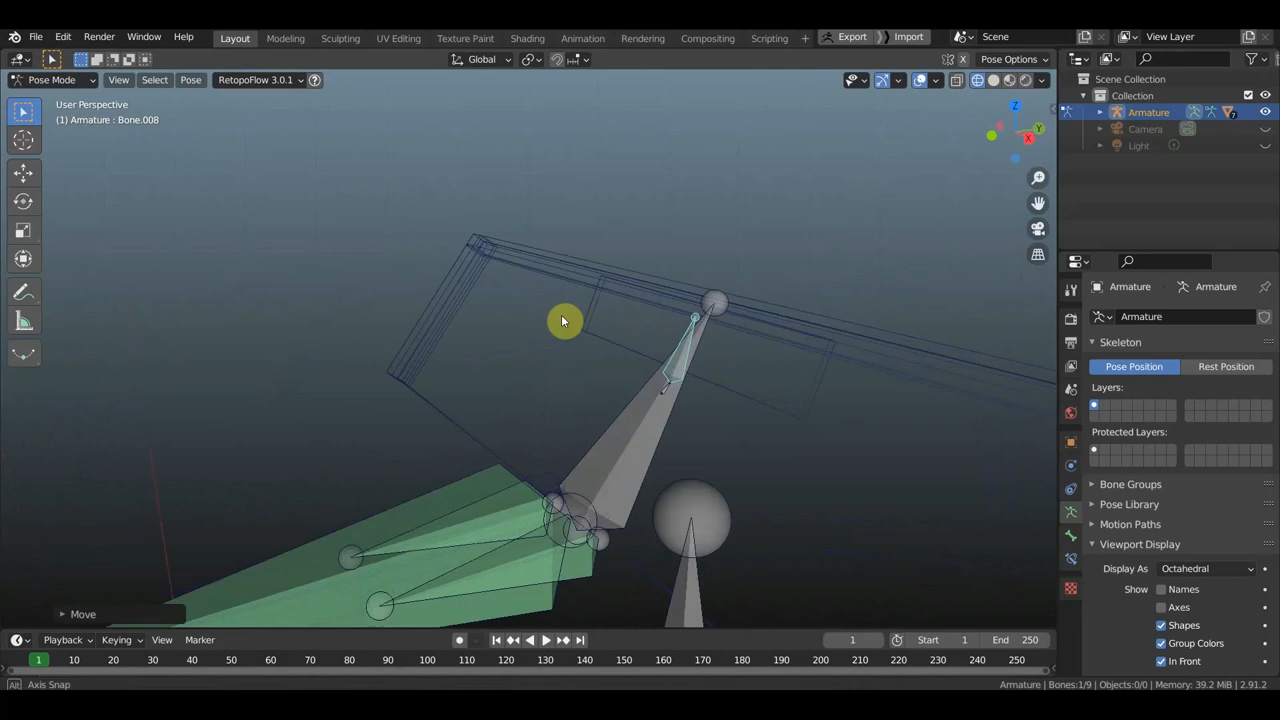 File Edit Render Window Help Layout Modeling Sculpting UV Editing Texture Paint Shading Animation Rendering Compositing Scripting + Export Import Scene View Layer
Global X Pose Options
Pose Mode View Select Pose RetopoFlow 3.0.1
User Perspective
(1) Armature : Bone.008
Z
Y
X
Scene Collection
Collection
Armature 7
Camera
Light
Armature Armature
Armature
Skeleton
Pose Position Rest Position
Layers:
Protected Layers:
Bone Groups
Pose Library
Motion Paths
Viewport Display
Display As Octahedral
Show Names
Axes
Shapes
Group Colors
In Front
Move
Playback Keying View Marker 1 Start 1 End 250
1 10 20 30 40 50 60 70 80 90 100 110 120 130 140 150 160 170 180 190 200 210 220 230 240 250
Alt Axis Snap Armature | Bones:1/9 | Objects:0/0 | Memory: 39.2 MiB | 2.91.2